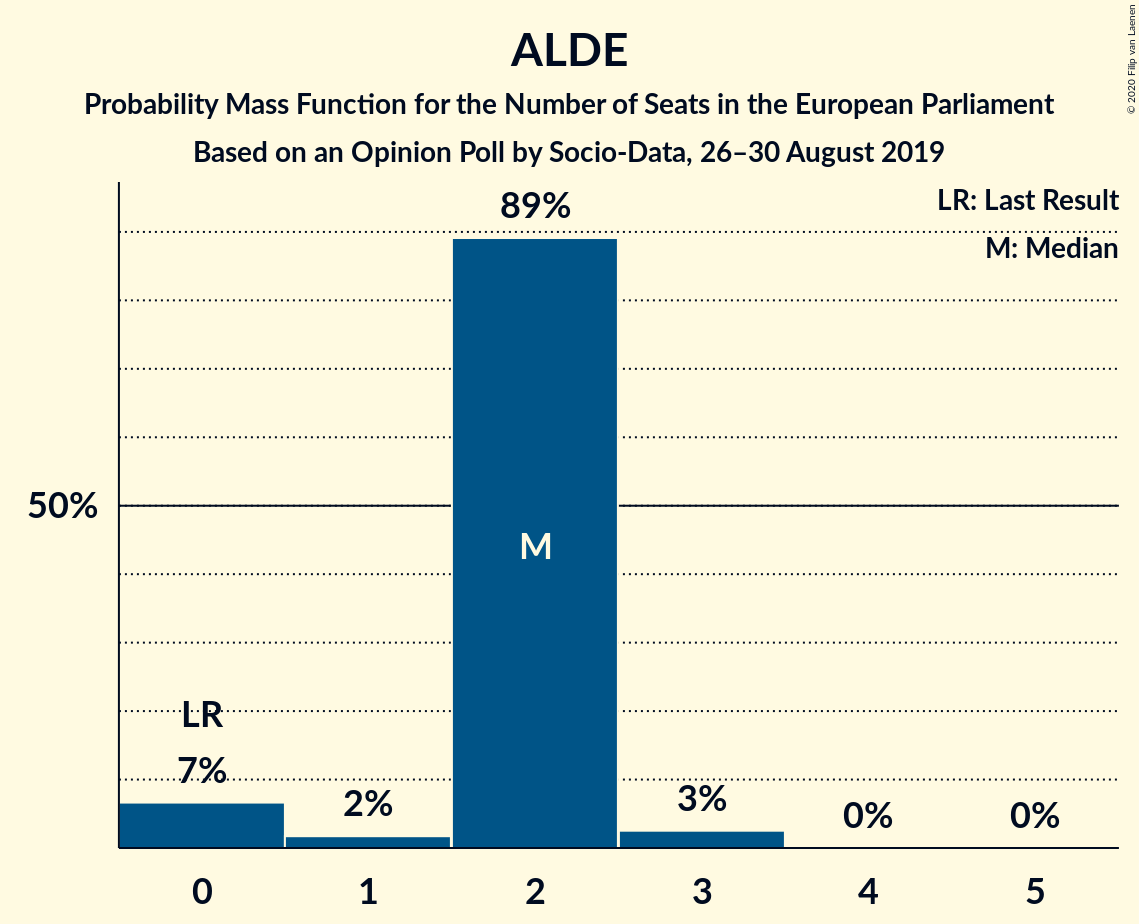 ALDE
Probability Mass Function for the Number of Seats in the European Parliament
Based on an Opinion Poll by Socio-Data, 26–30 August 2019
© 2020 Filip van Laenen
LR: Last Result
M: Median
89%
50%
M
LR
7%
2%
3%
0%
0%
0 1 2 3 4 5